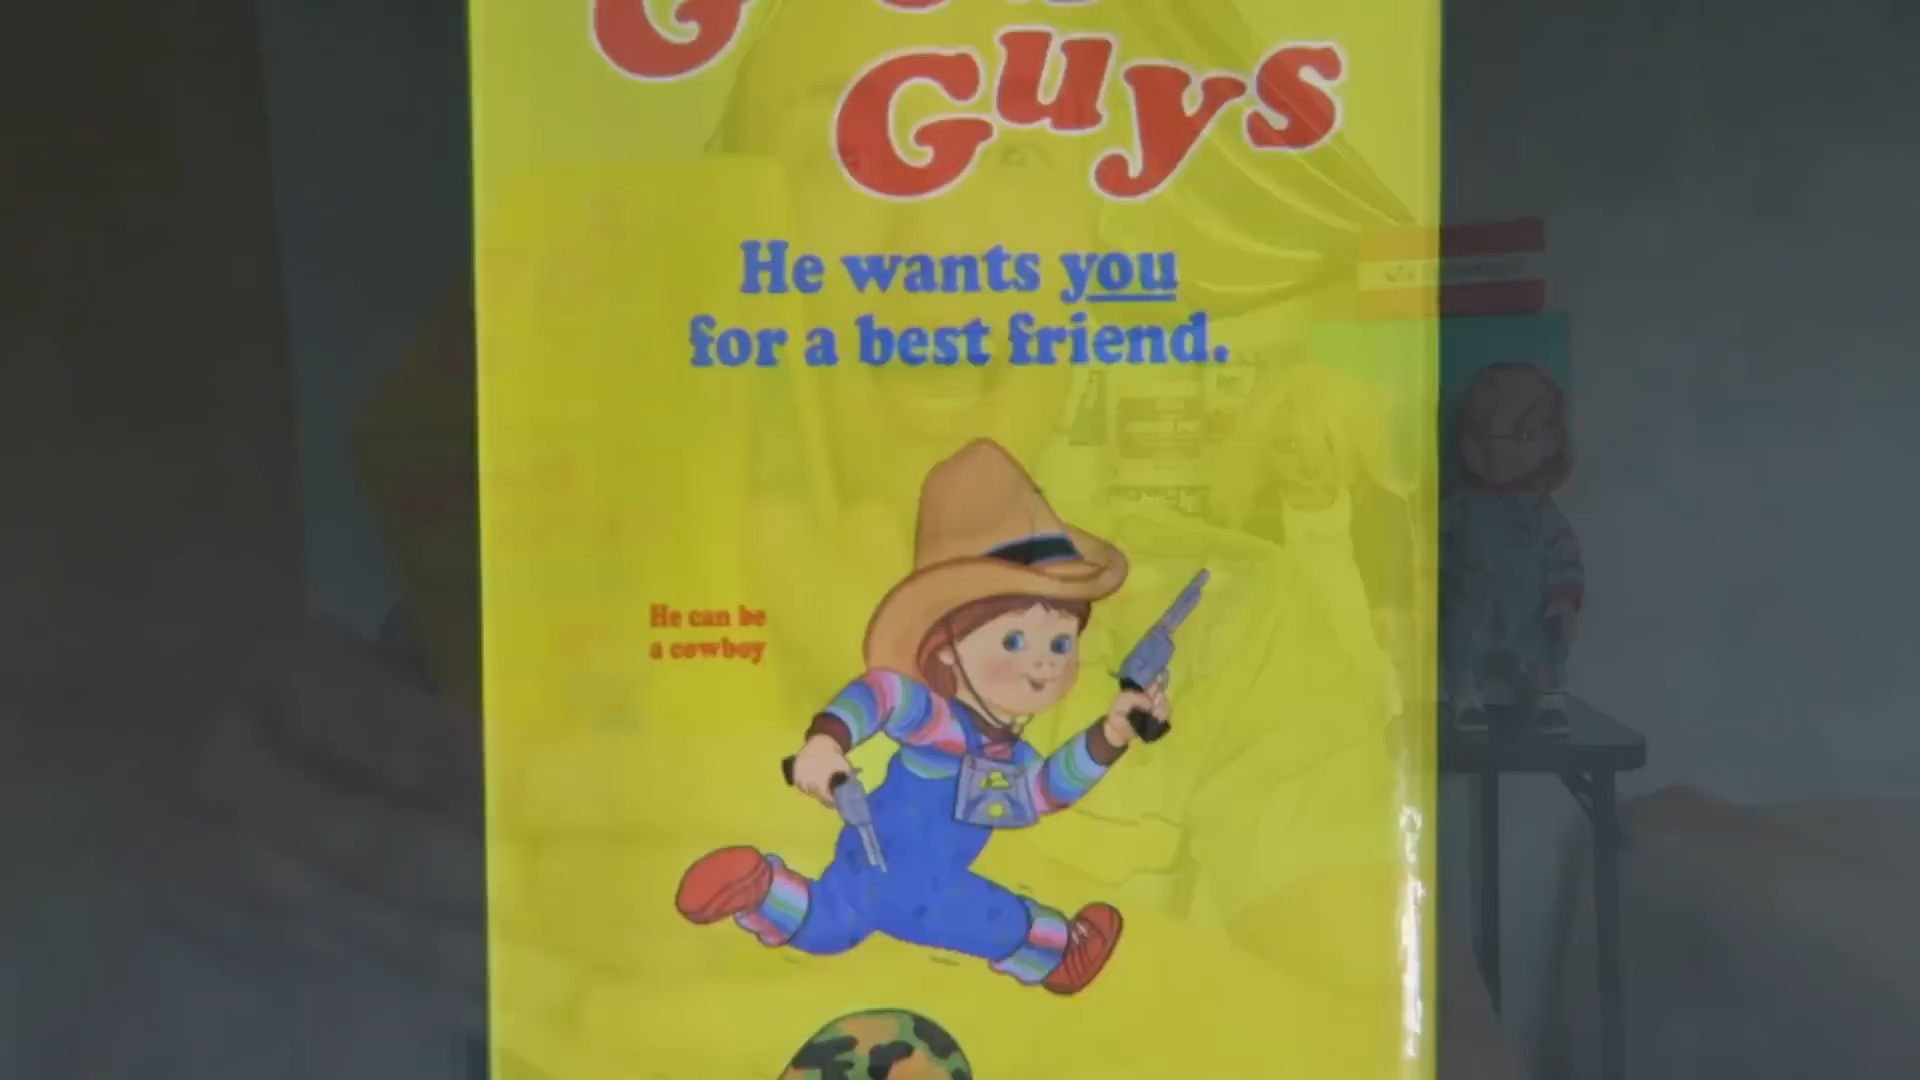 Guys
He wants you
for a best friend.
He can be
a cowboy